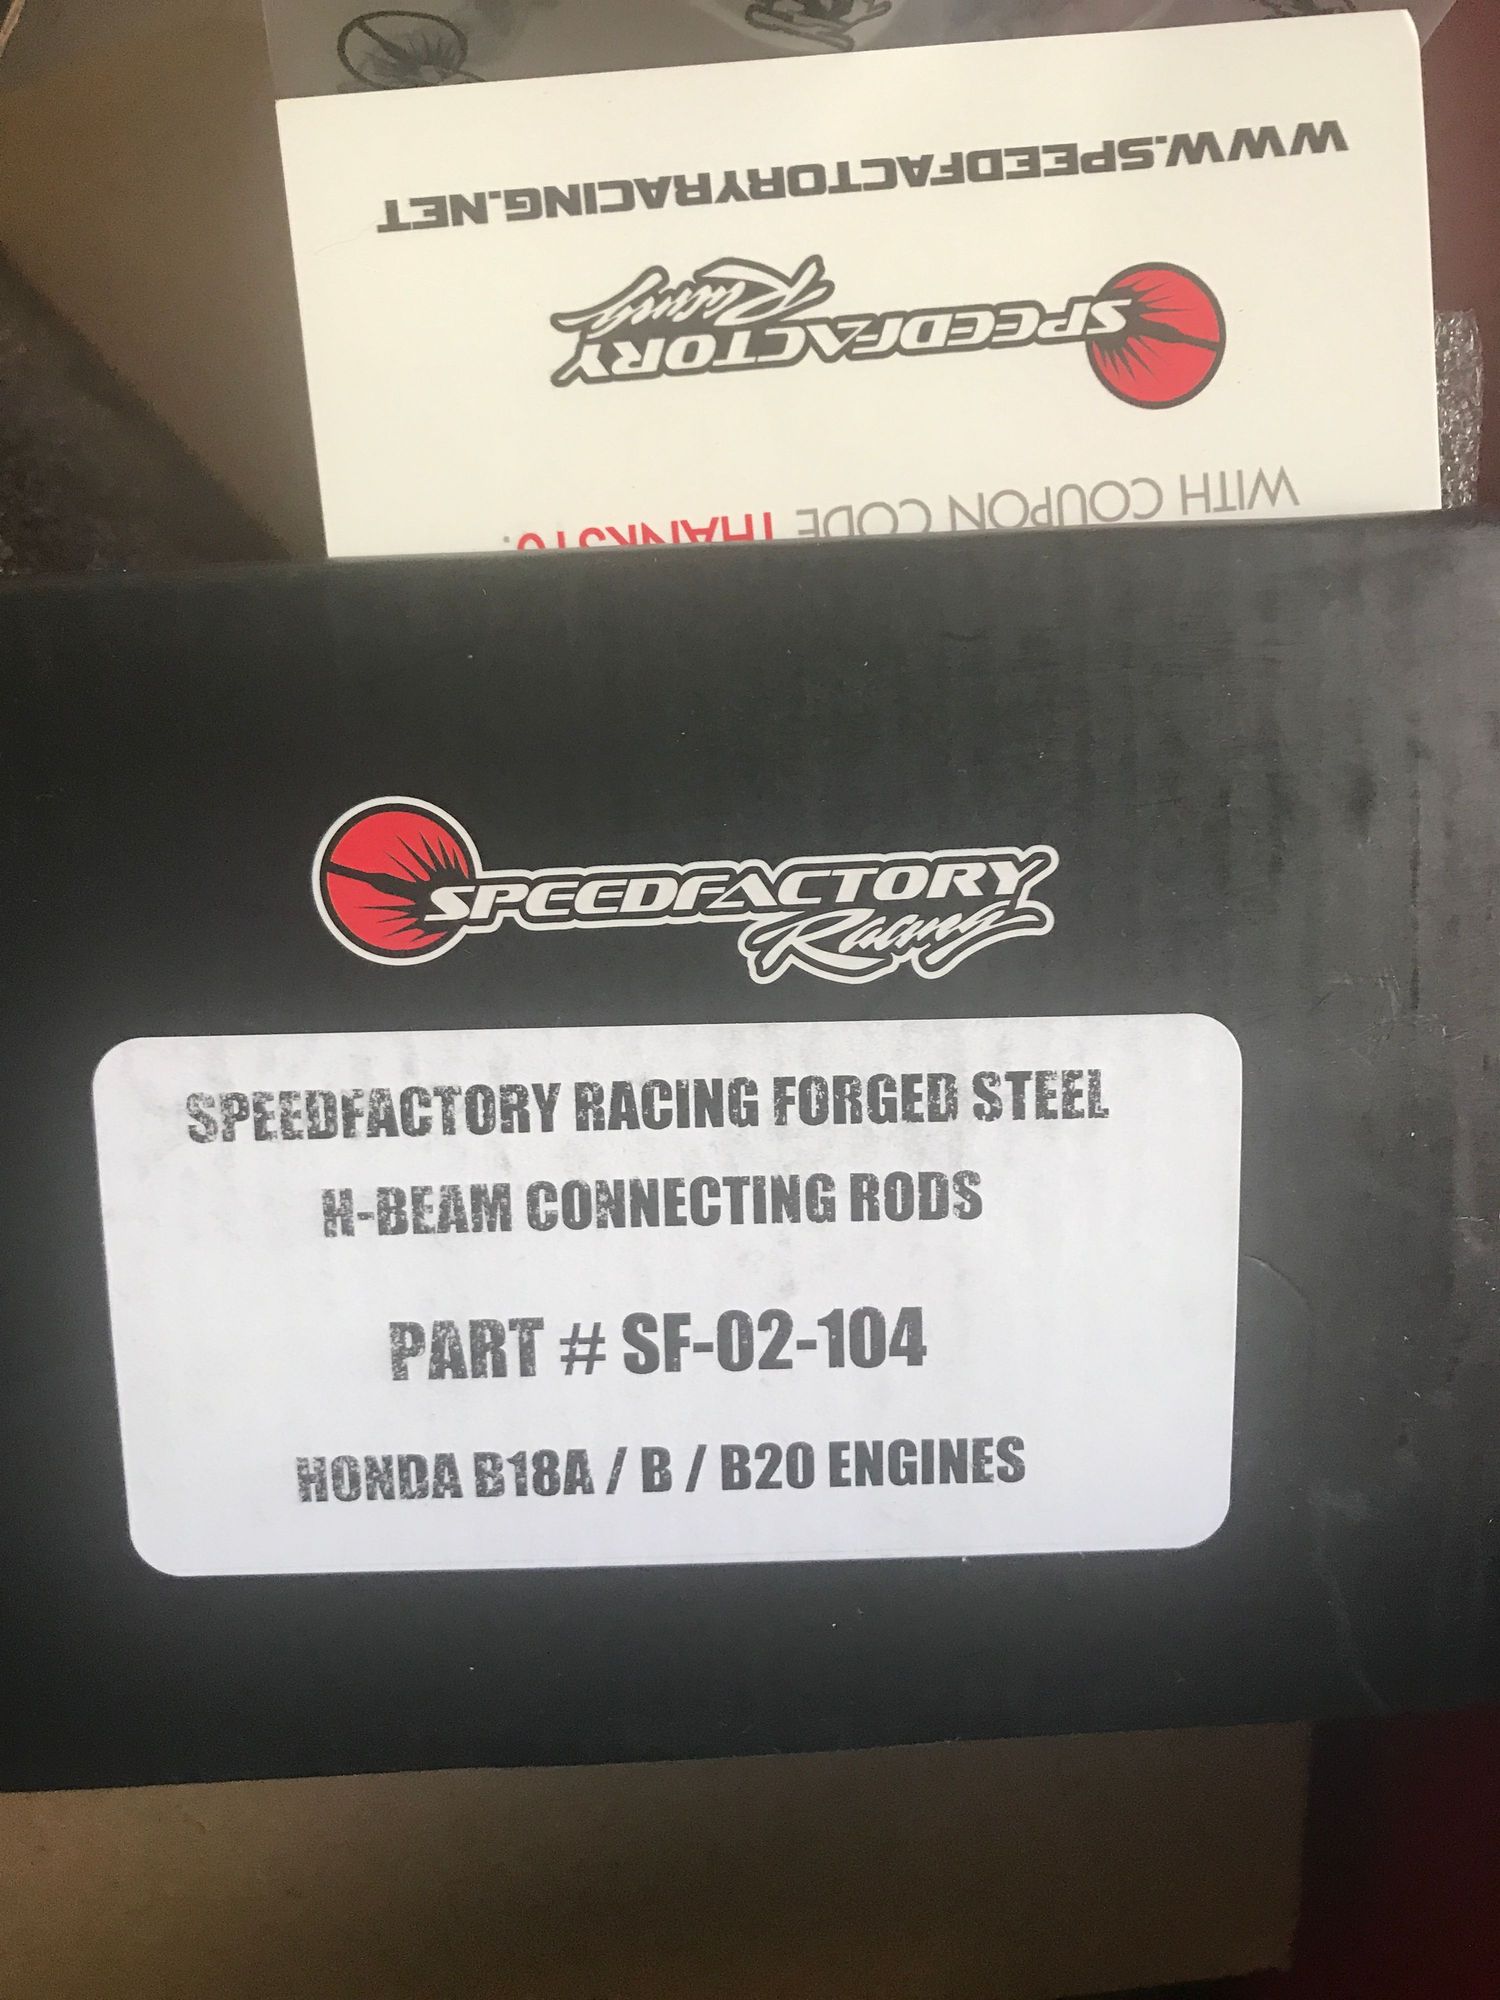 WWW.SPEEDFACTORYRACING.NET
SPEEDFACTORY
Racing
WITH COUPON CODE THANKS10.
SPEEDFACTORY
Racing
SPEEDFACTORY RACING FORGED STEEL
H-BEAM CONNECTING RODS
PART # SF-02-104
HONDA B18A / B / B20 ENGINES